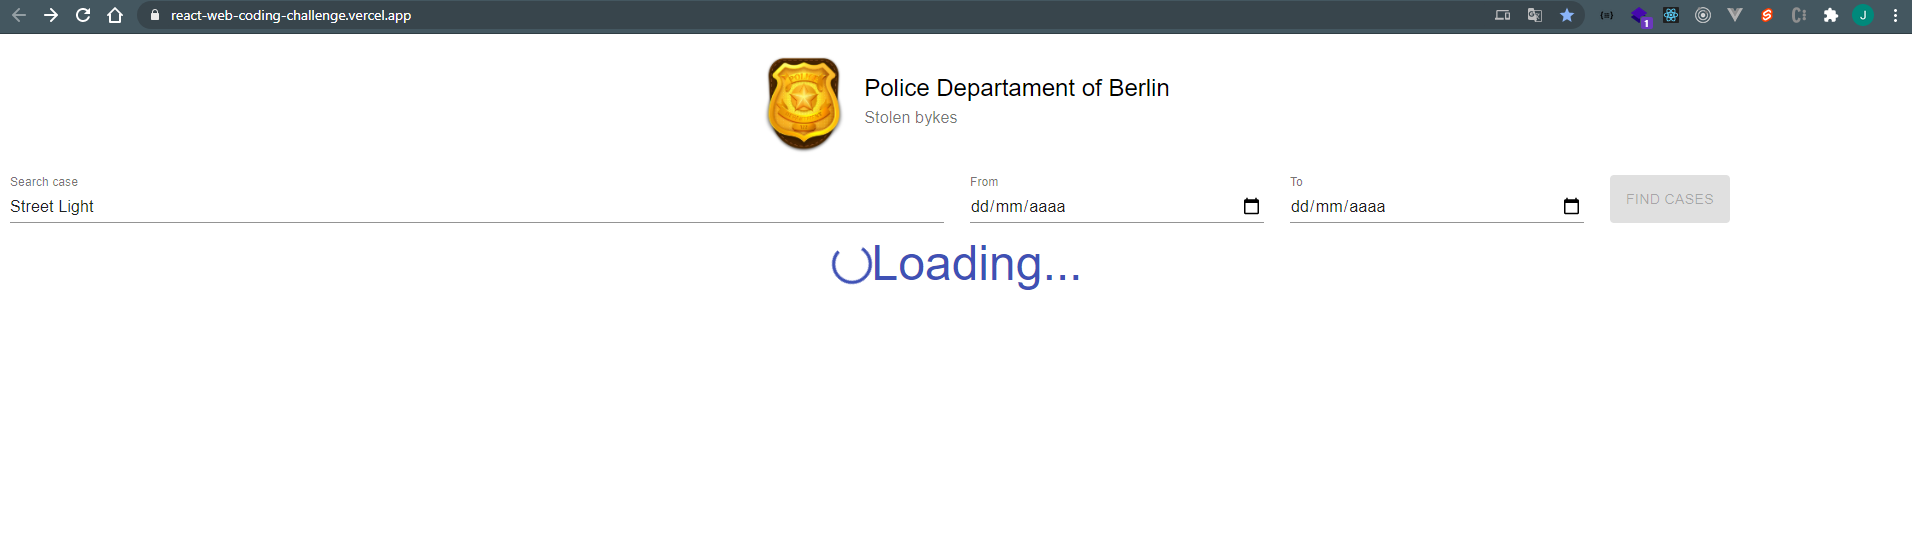 react-web-coding-challenge.vercel.app
1
J
Police Departament of Berlin
Stolen bykes
Search case
From
To
Street Light
dd/mm/aaaa
dd/mm/aaaa
FIND CASES
Loading...